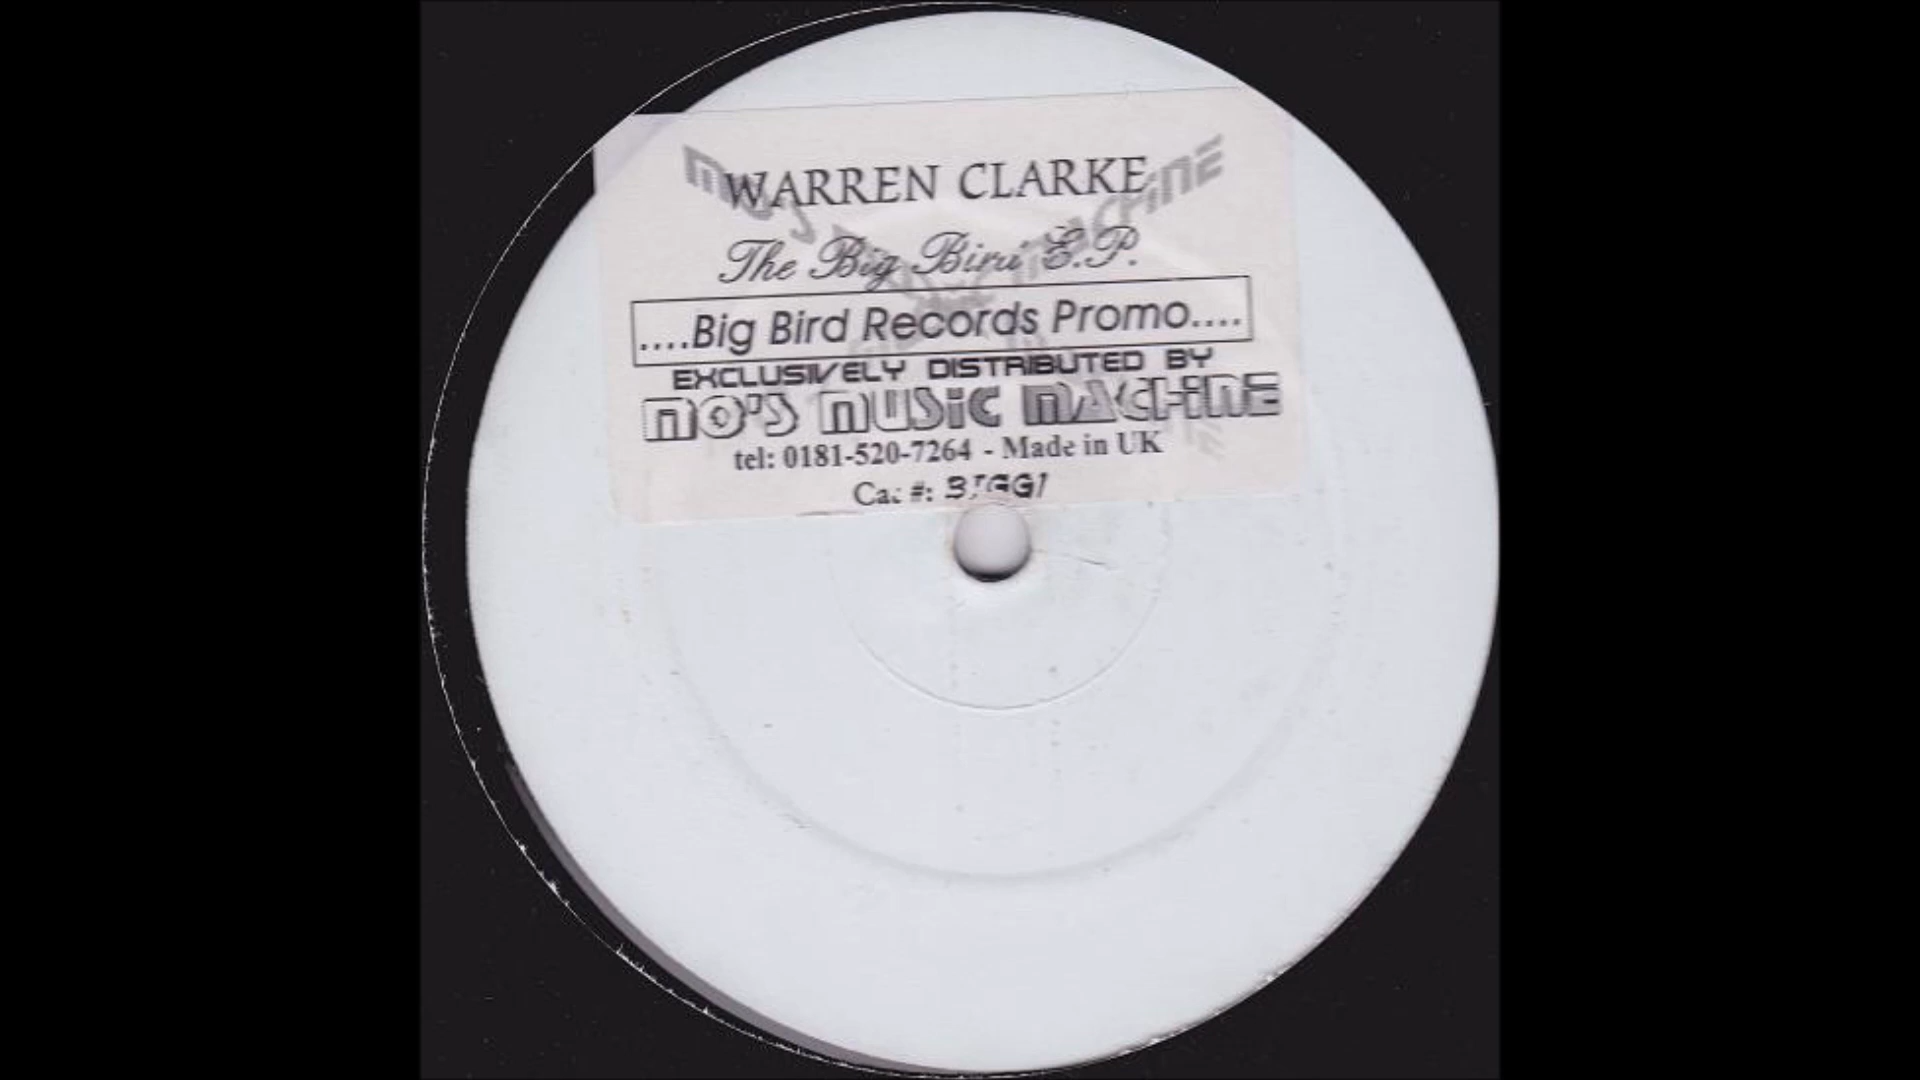 WARREN CLARKE
The Big Bird E.P.
....Big Bird Records Promo....
EXCLUSIVELY DISTRIBUTED BY
MO'S MUSIC MACHINE
tel: 0181-520-7264 - Made in UK
Cat #: